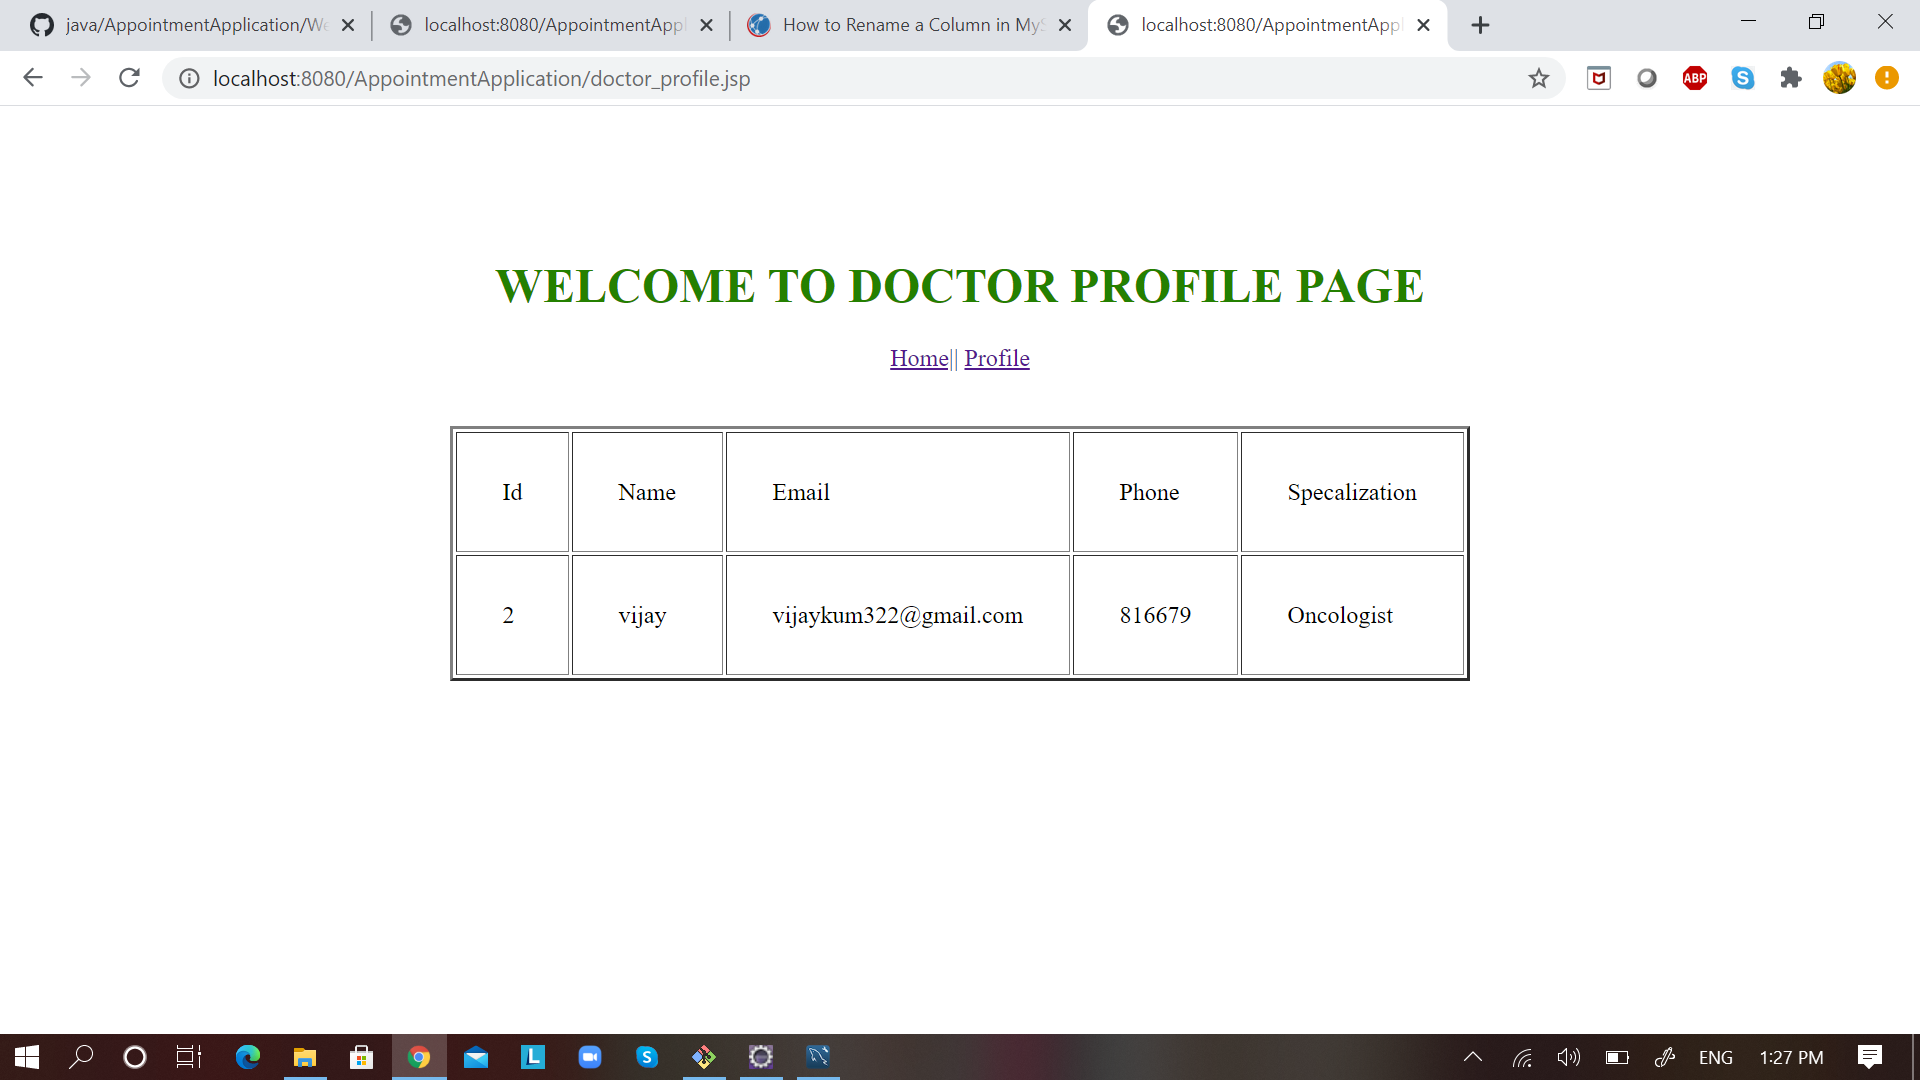 java/AppointmentApplication/We
localhost:8080/AppointmentAppl
How to Rename a Column in MyS
localhost:8080/AppointmentAppl
localhost:8080/AppointmentApplication/doctor_profile.jsp
ABP
WELCOME TO DOCTOR PROFILE PAGE
Home|| Profile
Id Name Email Phone Specalization
2 vijay vijaykum322@gmail.com 816679 Oncologist
ENG 1:27 PM